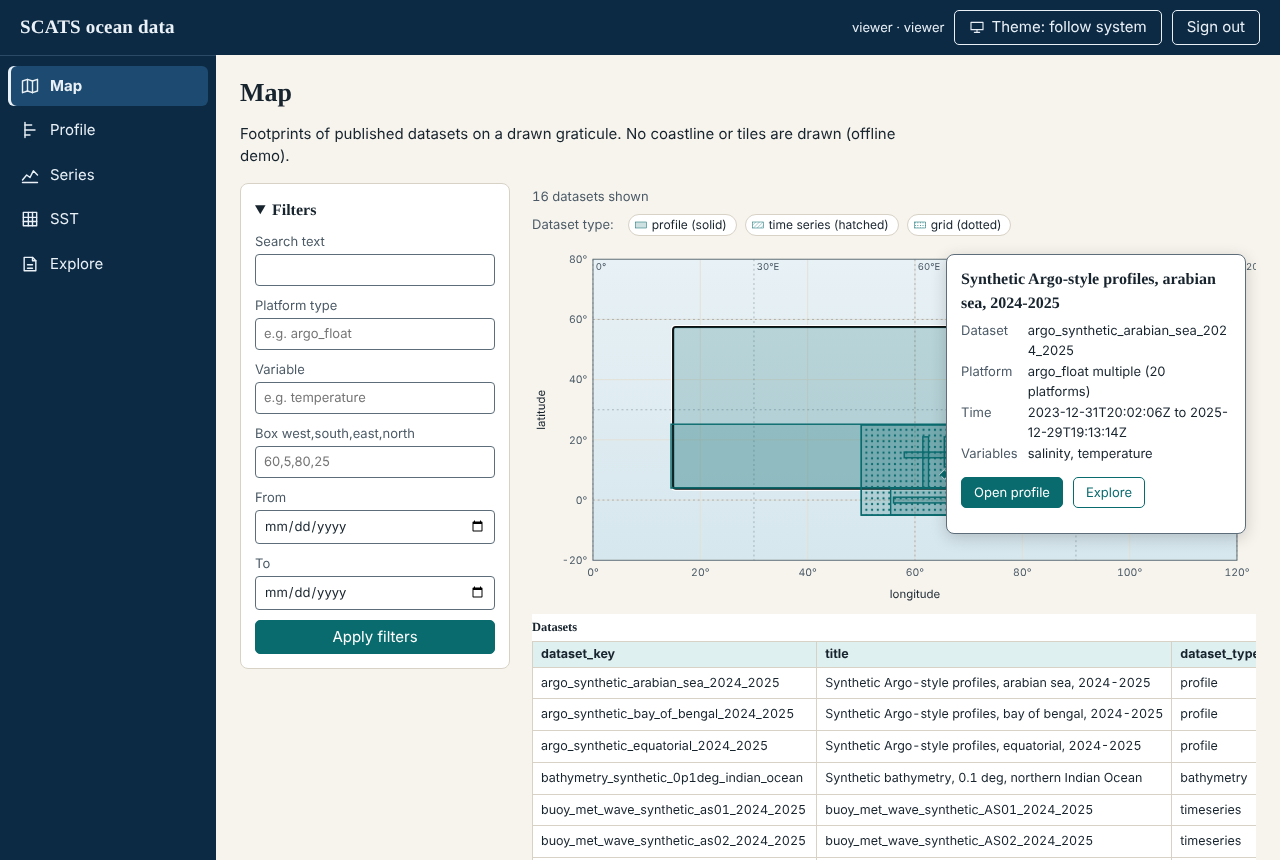 SCATS ocean data
viewer · viewer
Theme: follow system
Sign out
Map
Profile
Series
SST
Explore
Map
Footprints of published datasets on a drawn graticule. No coastline or tiles are drawn (offline
demo).
Filters
Search text
Platform type
e.g. argo_float
Variable
e.g. temperature
Box west,south,east,north
60,5,80,25
From
mm/dd/yyyy
To
mm/dd/yyyy
Apply filters
16 datasets shown
Dataset type:
profile (solid)
time series (hatched)
grid (dotted)
80°
60°
40°
20°
0°
-20°
latitude
0°
30°E
60°E
0°
20°
40°
60°
80°
100°
120°
longitude
Synthetic Argo-style profiles, arabian
sea, 2024-2025
Dataset argo_synthetic_arabian_sea_202
4_2025
Platform argo_float multiple (20
platforms)
Time 2023-12-31T20:02:06Z to 2025-
12-29T19:13:14Z
Variables salinity, temperature
Open profile
Explore
Datasets
dataset_key title dataset_type
argo_synthetic_arabian_sea_2024_2025 Synthetic Argo-style profiles, arabian sea, 2024-2025 profile
argo_synthetic_bay_of_bengal_2024_2025 Synthetic Argo-style profiles, bay of bengal, 2024-2025 profile
argo_synthetic_equatorial_2024_2025 Synthetic Argo-style profiles, equatorial, 2024-2025 profile
bathymetry_synthetic_0p1deg_indian_ocean Synthetic bathymetry, 0.1 deg, northern Indian Ocean bathymetry
buoy_met_wave_synthetic_as01_2024_2025 buoy_met_wave_synthetic_AS01_2024_2025 timeseries
buoy_met_wave_synthetic_as02_2024_2025 buoy_met_wave_synthetic_AS02_2024_2025 timeseries